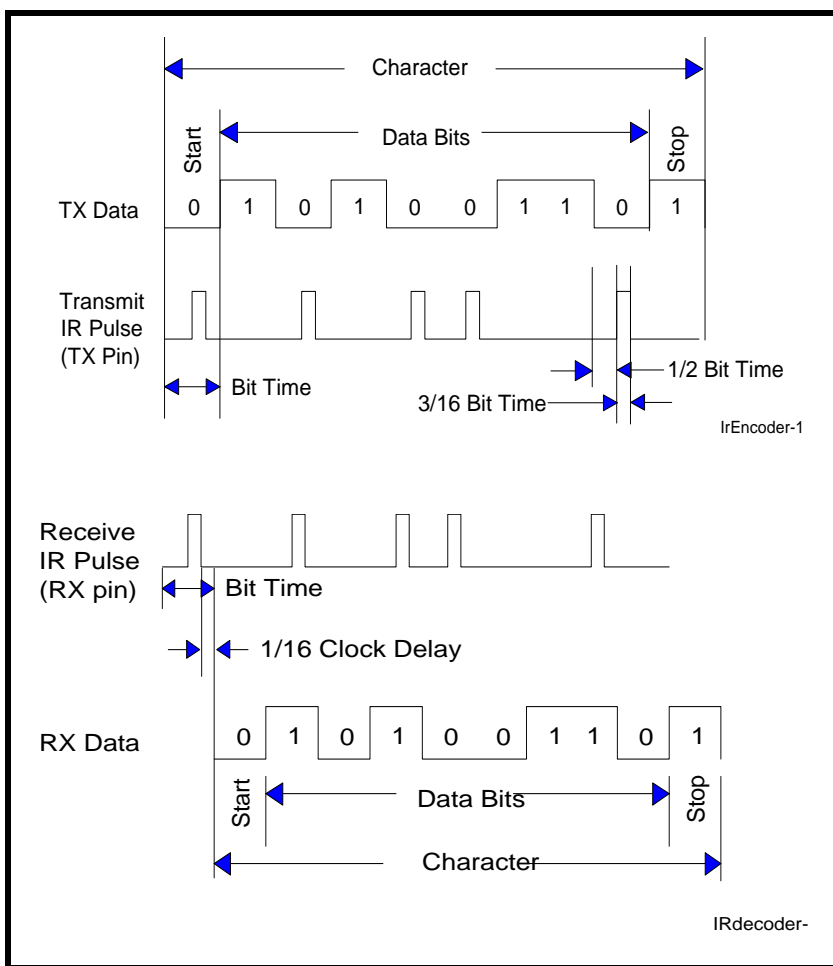 Character
Start
Data Bits
Stop
TX Data
0 1 0 1 0 0 1 1 0 1
Transmit
IR Pulse
(TX Pin)
Bit Time
1/2 Bit Time
3/16 Bit Time
IrEncoder-1
Receive
IR Pulse
(RX pin)
Bit Time
1/16 Clock Delay
RX Data
0 1 0 1 0 0 1 1 0 1
Start
Data Bits
Stop
Character
IRdecoder-